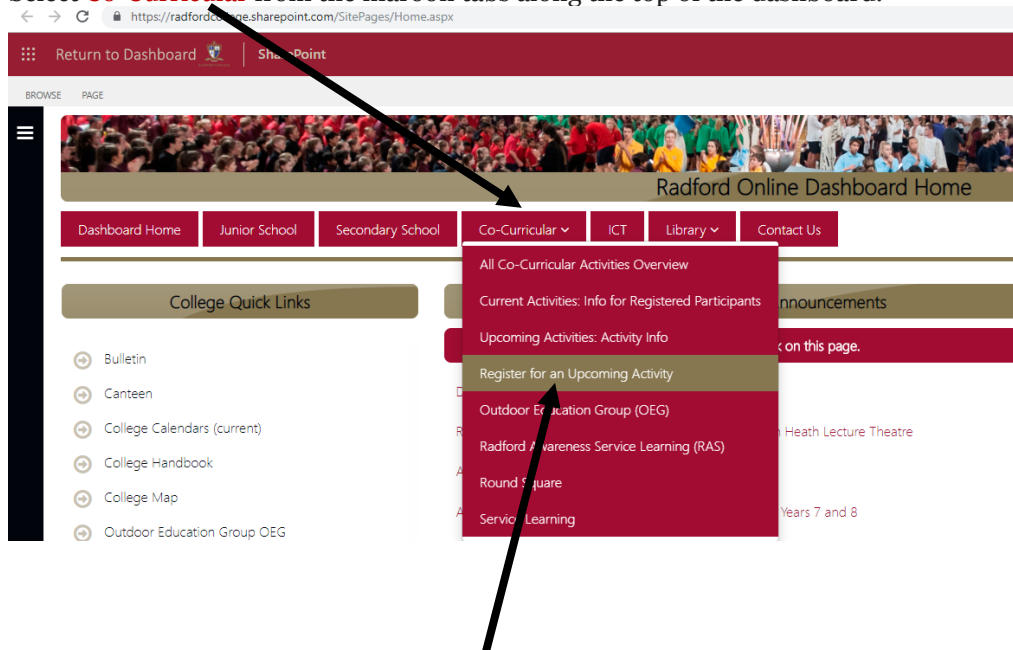 Select Co-Curricular from the maroon tabs along the top of the dashboard.
https://radfordcollege.sharepoint.com/SitePages/Home.aspx
Return to Dashboard SharePoint
BROWSE PAGE
Radford Online Dashboard Home
Dashboard Home Junior School Secondary School Co-Curricular ICT Library Contact Us
All Co-Curricular Activities Overview
Current Activities: Info for Registered Participants
Upcoming Activities: Activity Info
Register for an Upcoming Activity
Outdoor Education Group (OEG)
Radford Awareness Service Learning (RAS)
Round Square
Service Learning
College Quick Links
Bulletin
Canteen
College Calendars (current)
College Handbook
College Map
Outdoor Education Group OEG
nnouncements
on this page.
Heath Lecture Theatre
Years 7 and 8